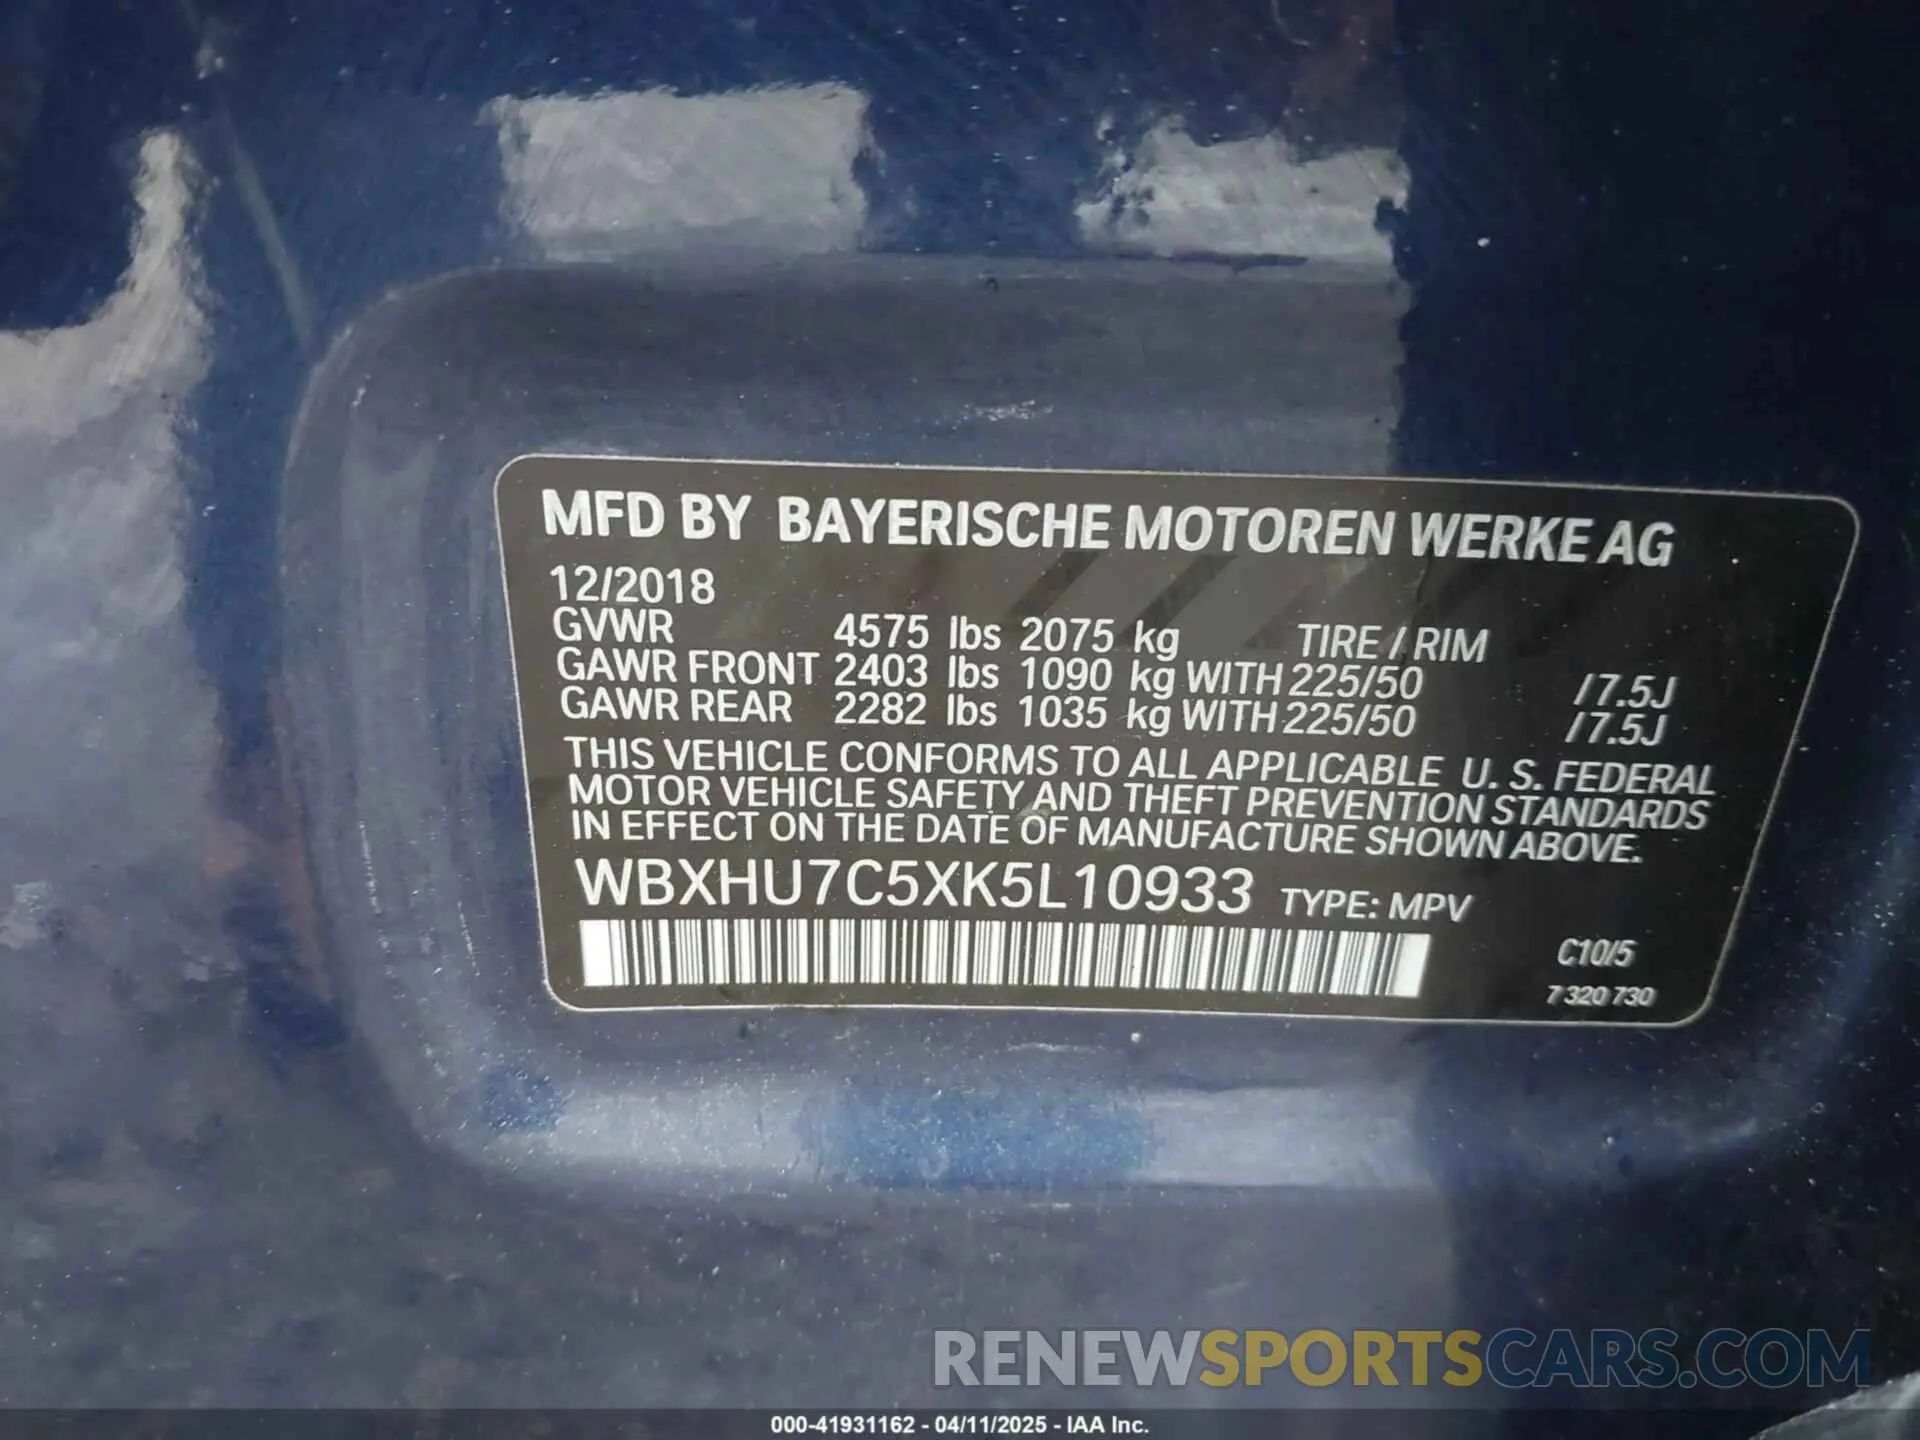 MFD BY BAYERISCHE MOTOREN WERKE AG
12/2018
GVWR 4575 lbs 2075 kg TIRE / RIM
GAWR FRONT 2403 lbs 1090 kg WITH 225/50 /7.5J
GAWR REAR 2282 lbs 1035 kg WITH 225/50 /7.5J
THIS VEHICLE CONFORMS TO ALL APPLICABLE U. S. FEDERAL
MOTOR VEHICLE SAFETY AND THEFT PREVENTION STANDARDS
IN EFFECT ON THE DATE OF MANUFACTURE SHOWN ABOVE.
WBXHU7C5XK5L10933 TYPE: MPV
C10/5
7 320 730
RENEWSPORTSCARS.COM
000-41931162 - 04/11/2025 - IAA Inc.